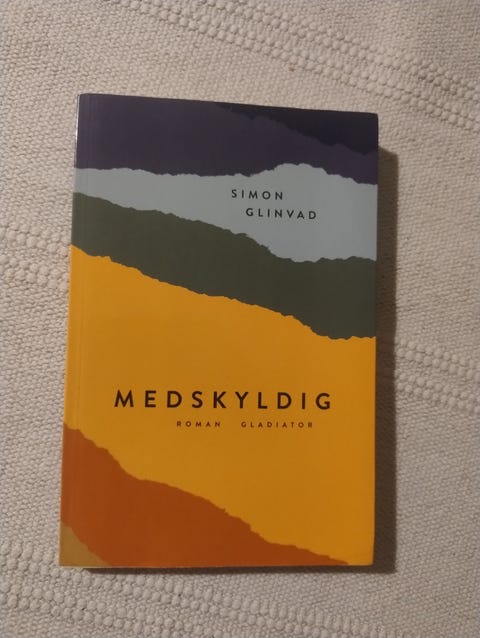 SIMON
GLINVAD
MEDSKYLDIG
ROMAN GLADIATOR